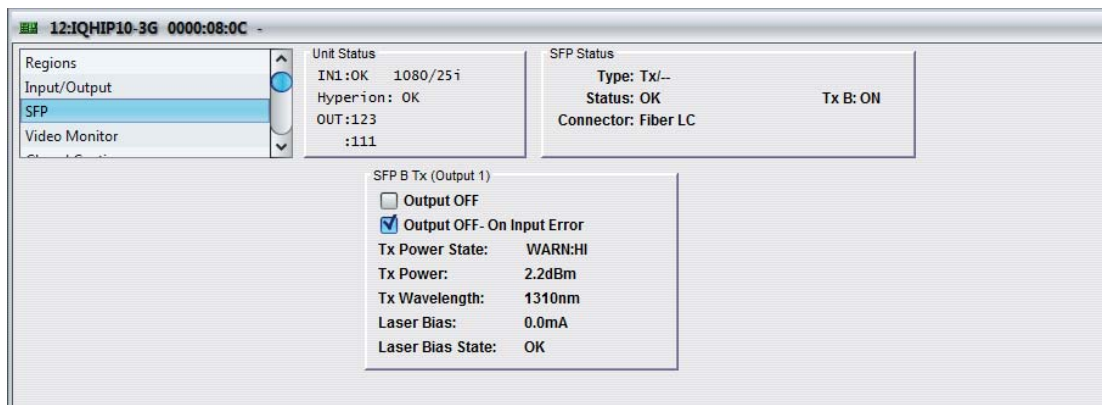 12:IQHIP10-3G 0000:08:0C -
Regions
Input/Output
SFP
Video Monitor
Unit Status
IN1:OK 1080/25i
Hyperion: OK
OUT:123
:111
SFP Status
Type: Tx/--
Status: OK Tx B: ON
Connector: Fiber LC
SFP B Tx (Output 1)
Output OFF
Output OFF- On Input Error
Tx Power State: WARN:HI
Tx Power: 2.2dBm
Tx Wavelength: 1310nm
Laser Bias: 0.0mA
Laser Bias State: OK